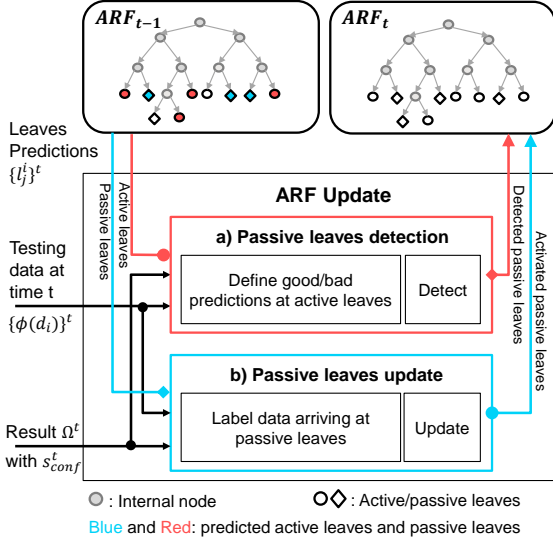 ARF_{t−1}
ARF_t
Leaves
Predictions
{l_j^i}^t
Passive leaves
Active leaves
Detected passive leaves
Activated passive leaves
ARF Update
a) Passive leaves detection
Define good/bad
predictions at active leaves
Detect
Testing
data at
time t
{ϕ(d_i)}^t
b) Passive leaves update
Label data arriving at
passive leaves
Update
Result Ω^t
with s_{conf}^t
: Internal node
: Active/passive leaves
Blue and Red: predicted active leaves and passive leaves